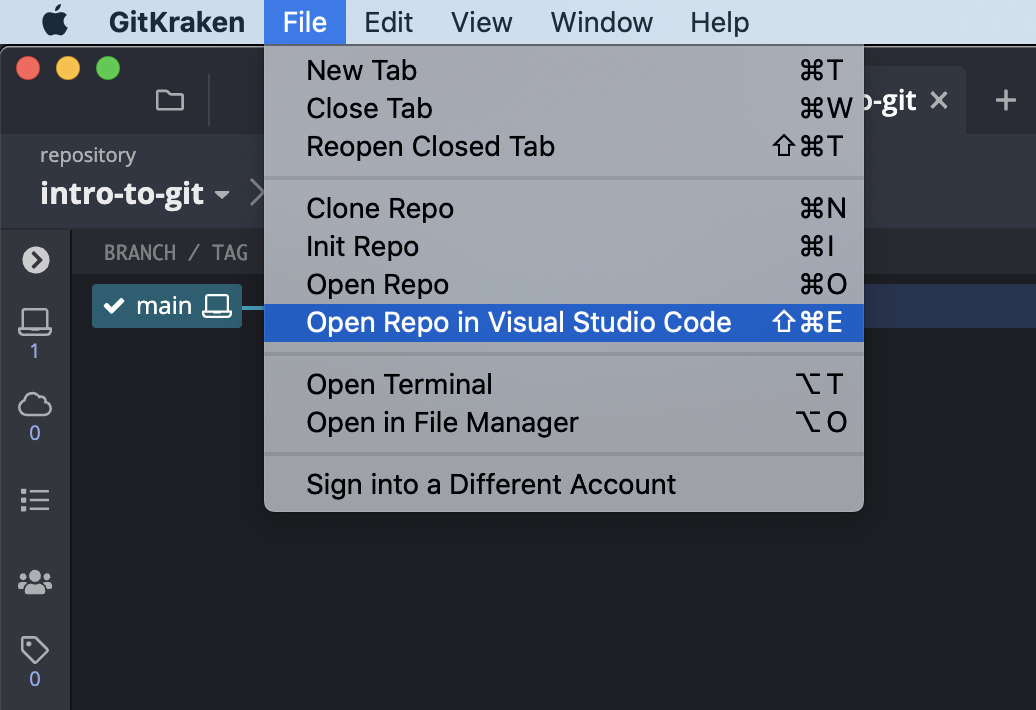 GitKraken File Edit View Window Help
New Tab ⌘T
Close Tab ⌘W
o-git
Reopen Closed Tab ⇧⌘T
repository
intro-to-git
Clone Repo ⌘N
Init Repo ⌘I
BRANCH / TAG
Open Repo ⌘O
main
Open Repo in Visual Studio Code ⇧⌘E
1
Open Terminal ⌥T
Open in File Manager ⌥O
0
Sign into a Different Account
0